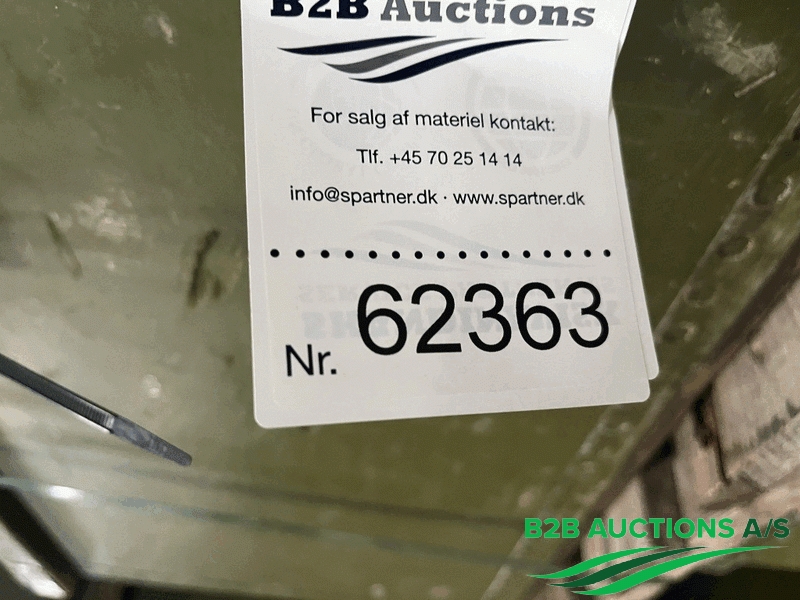 B2B Auctions
For salg af materiel kontakt:
Tlf. +45 70 25 14 14
info@spartner.dk · www.spartner.dk
Nr. 62363
B2B AUCTIONS A/S